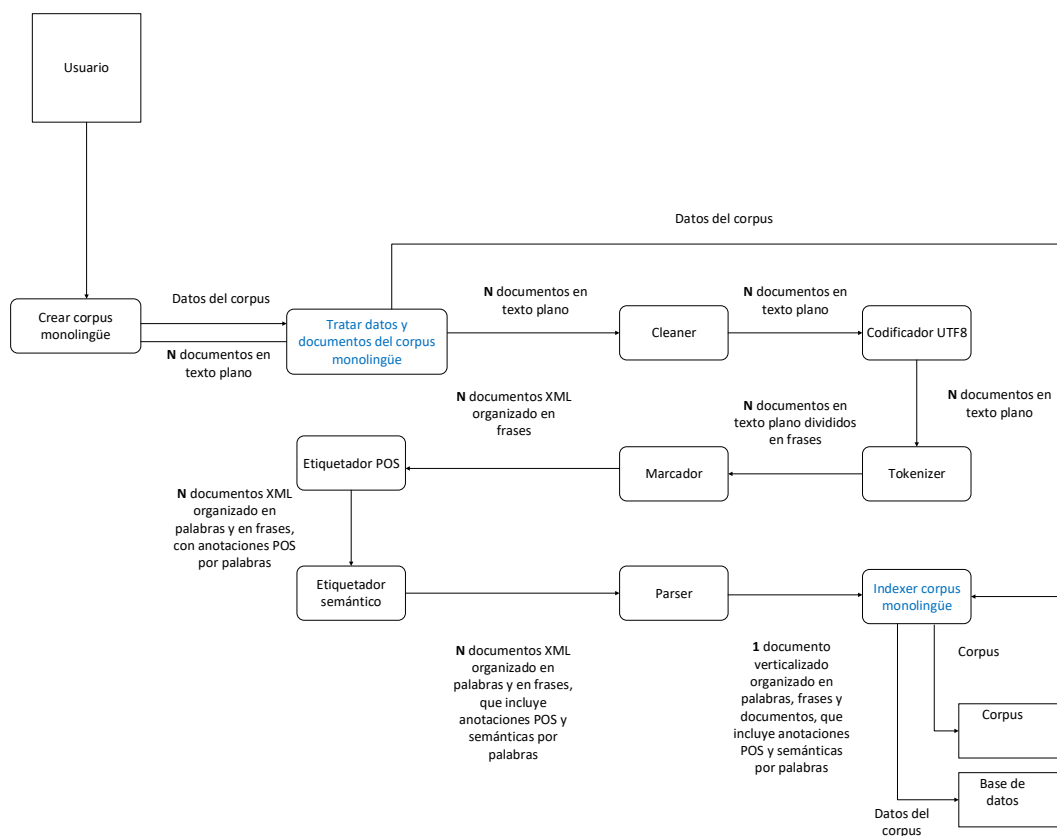 Usuario
Datos del corpus
Crear corpus
monolingüe
Datos del corpus
N documentos en
texto plano
Tratar datos y
documentos del corpus
monolingüe
N documentos en
texto plano
Cleaner
N documentos en
texto plano
Codificador UTF8
N documentos en
texto plano
Tokenizer
N documentos en
texto plano divididos
en frases
Marcador
N documentos XML
organizado en
frases
Etiquetador POS
N documentos XML
organizado en
palabras y en frases,
con anotaciones POS
por palabras
Etiquetador
semántico
N documentos XML
organizado en
palabras y en frases,
que incluye
anotaciones POS y
semánticas por
palabras
Parser
1 documento
verticalizado
organizado en
palabras, frases y
documentos, que
incluye anotaciones
POS y semánticas
por palabras
Indexer corpus
monolingüe
Corpus
Corpus
Datos del
corpus
Base de
datos